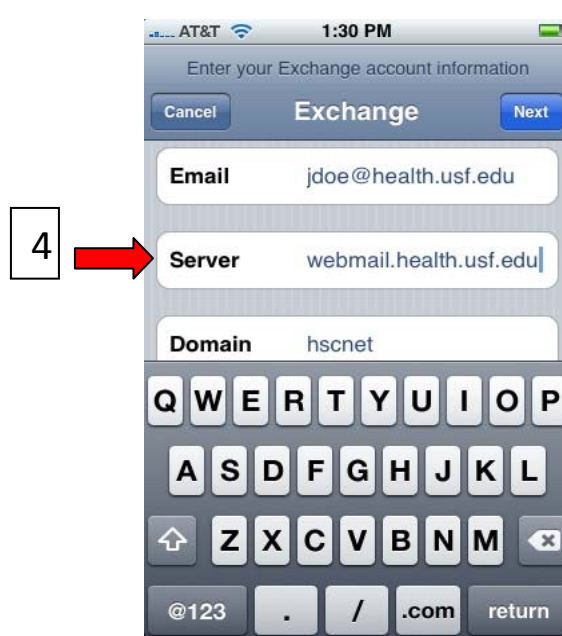 AT&T 1:30 PM
Enter your Exchange account information
Cancel Exchange Next
Email jdoe@health.usf.edu
4
Server webmail.health.usf.edu
Domain hscnet
Q W E R T Y U I O P
A S D F G H J K L
Z X C V B N M
@123 . / .com return